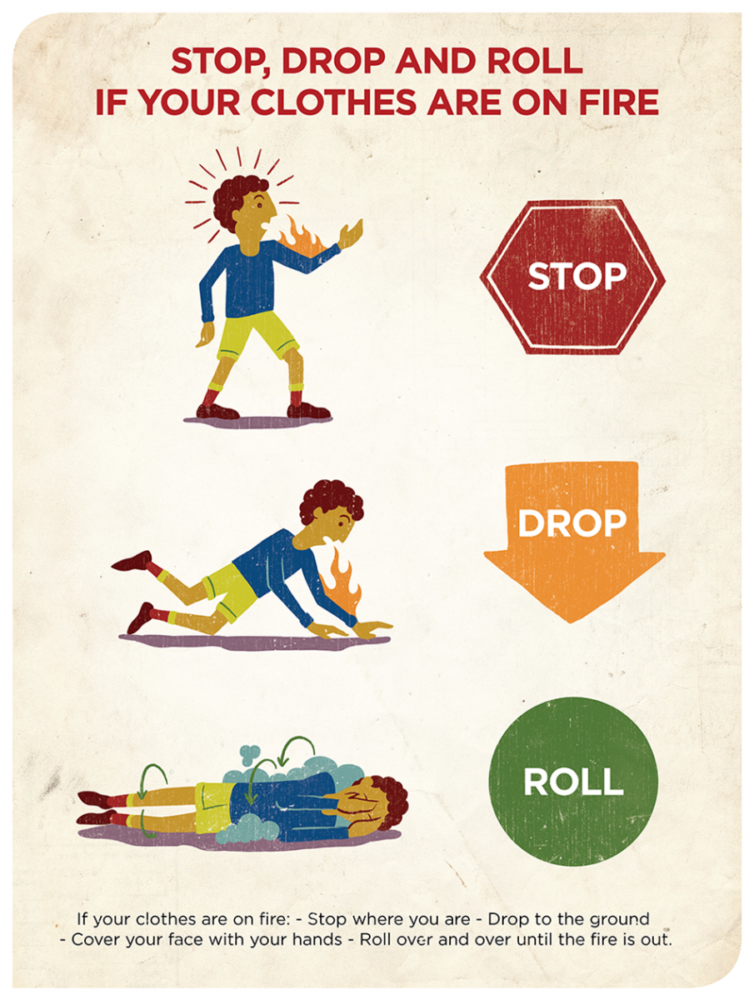 STOP, DROP AND ROLL
IF YOUR CLOTHES ARE ON FIRE
STOP
DROP
ROLL
If your clothes are on fire: - Stop where you are - Drop to the ground
- Cover your face with your hands - Roll over and over until the fire is out.